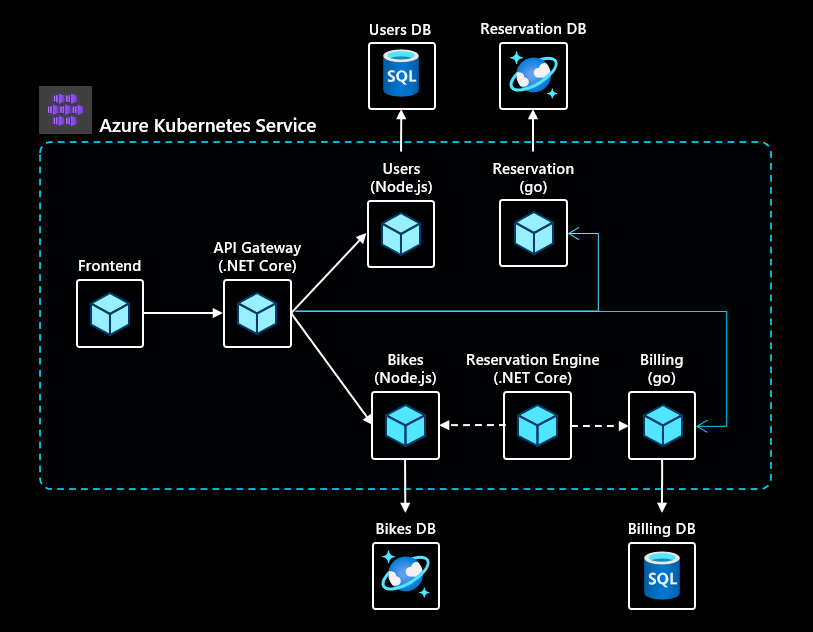 Users DB
Reservation DB
SQL
Azure Kubernetes Service
Users
(Node.js)
Reservation
(go)
API Gateway
(.NET Core)
Frontend
Bikes
(Node.js)
Reservation Engine
(.NET Core)
Billing
(go)
Bikes DB
Billing DB
SQL